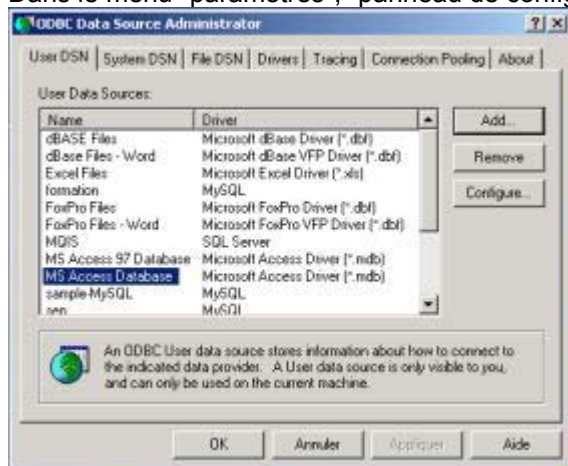 Dans le menu "paramètres", "panneau de config
ODBC Data Source Administrator
User DSN System DSN File DSN Drivers Tracing Connection Pooling About
User Data Sources:
Name Driver
dBASE Files Microsoft dBase Driver (*.dbf)
dBase Files - Word Microsoft dBase VFP Driver (*.dbf)
Excel Files Microsoft Excel Driver (*.xls)
formation MySQL
FoxPro Files Microsoft FoxPro Driver (*.dbf)
FoxPro Files - Word Microsoft FoxPro VFP Driver (*.dbf)
MQIS SQL Server
MS Access 97 Database Microsoft Access Driver (*.mdb)
MS Access Database Microsoft Access Driver (*.mdb)
sample-MySQL MySQL
MySQL
Add...
Remove
Configure...
An ODBC User data source stores information about how to connect to
the indicated data provider. A User data source is only visible to you,
and can only be used on the current machine.
OK Annuler Appliquer Aide